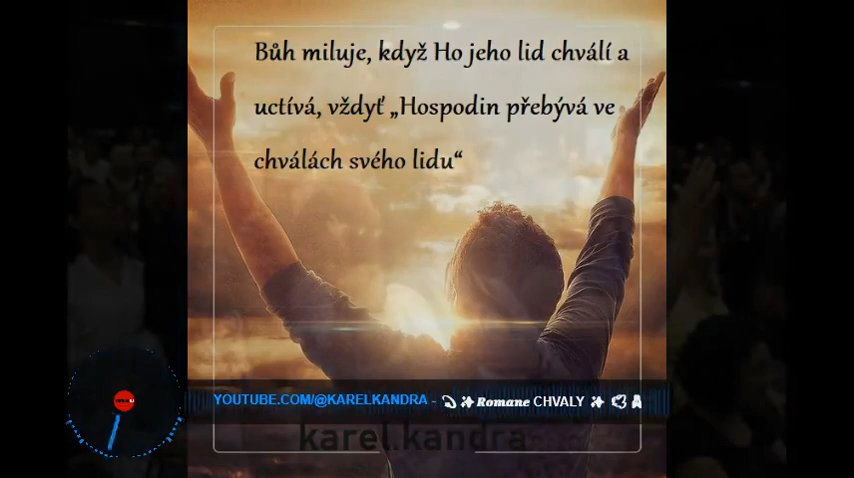 Bůh miluje, když Ho jeho lid chválí a
uctívá, vždyť „Hospodin přebývá ve
chválách svého lidu“
YOUTUBE.COM/@KARELKANDRA - Romane CHVALY
karel.kandra